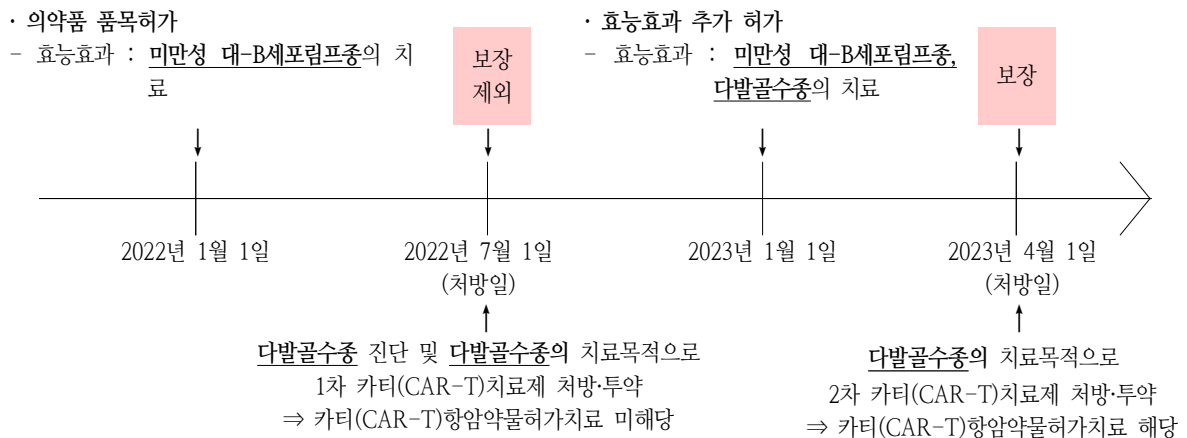 · 의약품 품목허가
- 효능효과 : 미만성 대-B세포림프종의 치
료
보장
제외
· 효능효과 추가 허가
- 효능효과 : 미만성 대-B세포림프종,
다발골수종의 치료
보장
2022년 1월 1일
2022년 7월 1일
(처방일)
2023년 1월 1일
2023년 4월 1일
(처방일)
다발골수종 진단 및 다발골수종의 치료목적으로
1차 카티(CAR-T)치료제 처방·투약
⇒ 카티(CAR-T)항암약물허가치료 미해당
다발골수종의 치료목적으로
2차 카티(CAR-T)치료제 처방·투약
⇒ 카티(CAR-T)항암약물허가치료 해당